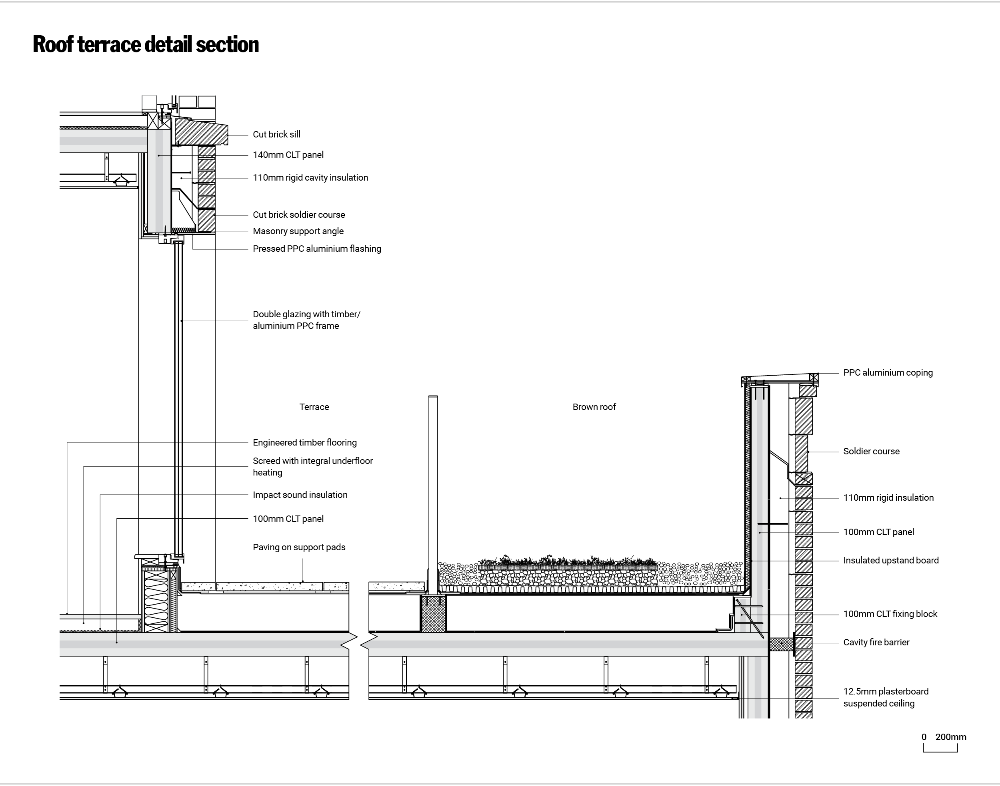 Roof terrace detail section
Cut brick sill
140mm CLT panel
110mm rigid cavity insulation
Cut brick soldier course
Masonry support angle
Pressed PPC aluminium flashing
Double glazing with timber/
aluminium PPC frame
Terrace
Brown roof
Engineered timber flooring
Screed with integral underfloor
heating
Impact sound insulation
100mm CLT panel
Paving on support pads
PPC aluminium coping
Soldier course
110mm rigid insulation
100mm CLT panel
Insulated upstand board
100mm CLT fixing block
Cavity fire barrier
12.5mm plasterboard
suspended ceiling
0 200mm